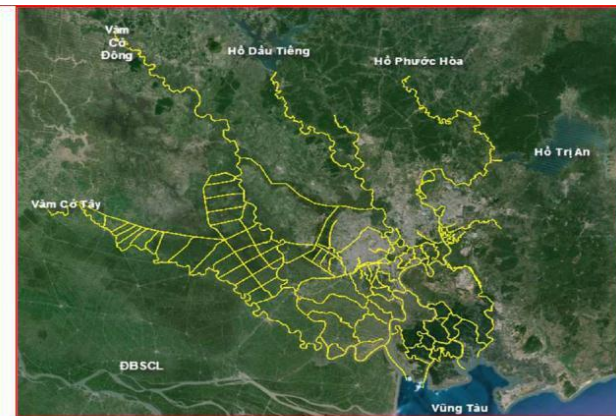 Vàm
Cỏ
Đông
Hồ Dầu Tiếng
Hồ Phước Hòa
Hồ Trị An
Vàm Cỏ Tây
ĐBSCL
Vũng Tàu